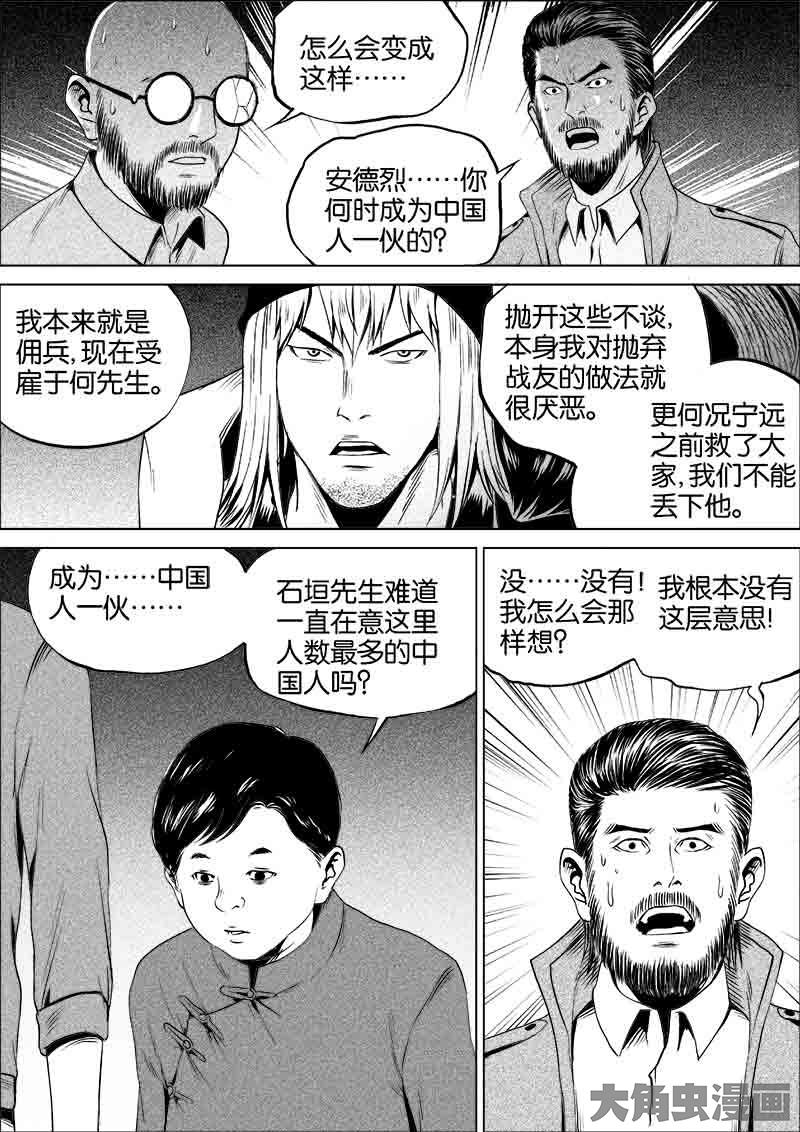 怎么会变成
这样……
安德烈……你
何时成为中国
人一伙的？
我本来就是
佣兵，现在受
雇于何先生。
抛开这些不谈，
本身我对抛弃
战友的做法就
很厌恶。
更何况宁远
之前救了大
家，我们不能
丢下他。
成为……中国
人一伙……
石垣先生难道
一直在意这里
人数最多的中
国人吗？
没……没有！
我怎么会那
样想？
我根本没有
这层意思！
大角虫漫画